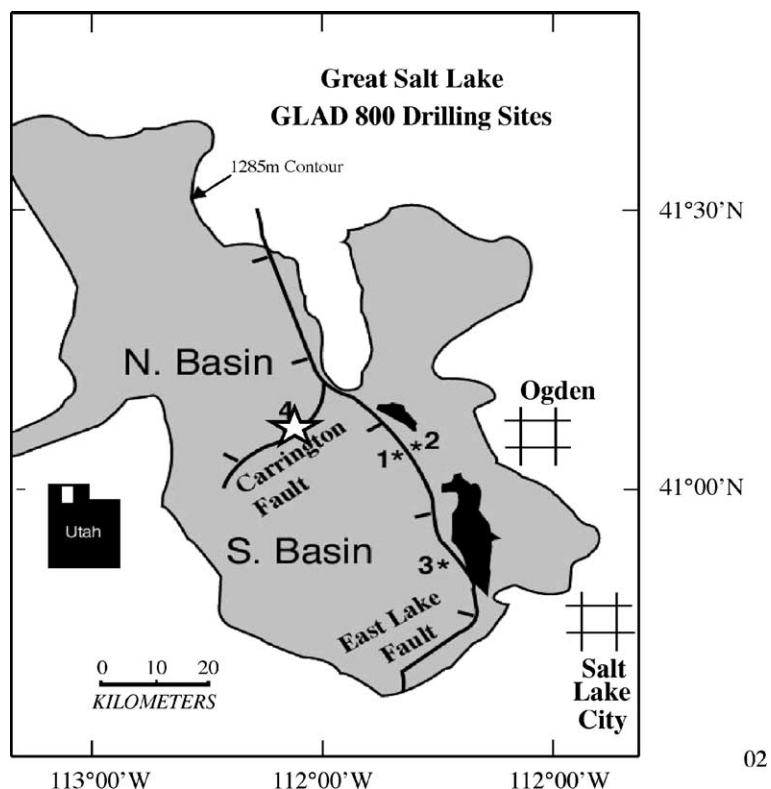 Great Salt Lake
GLAD 800 Drilling Sites
1285m Contour
41°30'N
N. Basin
Ogden
4
2
1*
*
Carrington
Fault
41°00'N
Utah
S. Basin
3*
East Lake
Fault
0 10 20
KILOMETERS
Salt
Lake
City
02
113°00'W
112°00'W
112°00'W